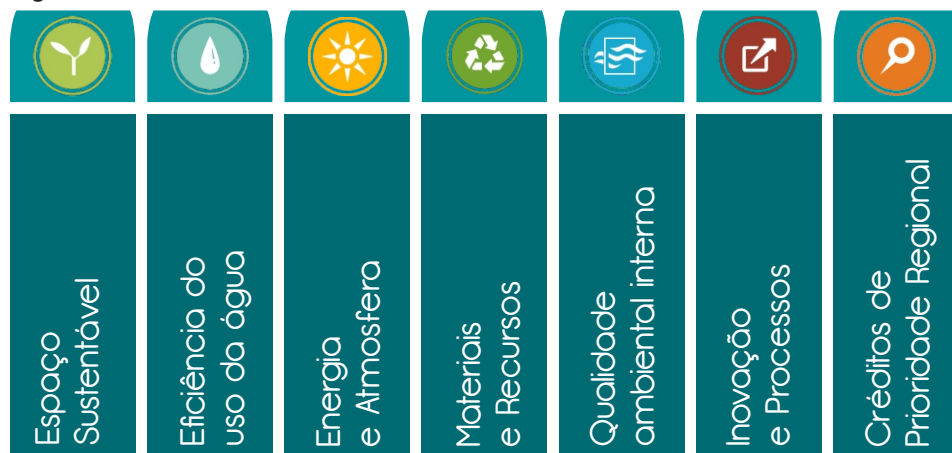 Espaço
Sustentável
Eficiência do
uso da água
Energia
e Atmosfera
Materiais
e Recursos
Qualidade
ambiental interna
Inovação
e Processos
Créditos de
Prioridade Regional